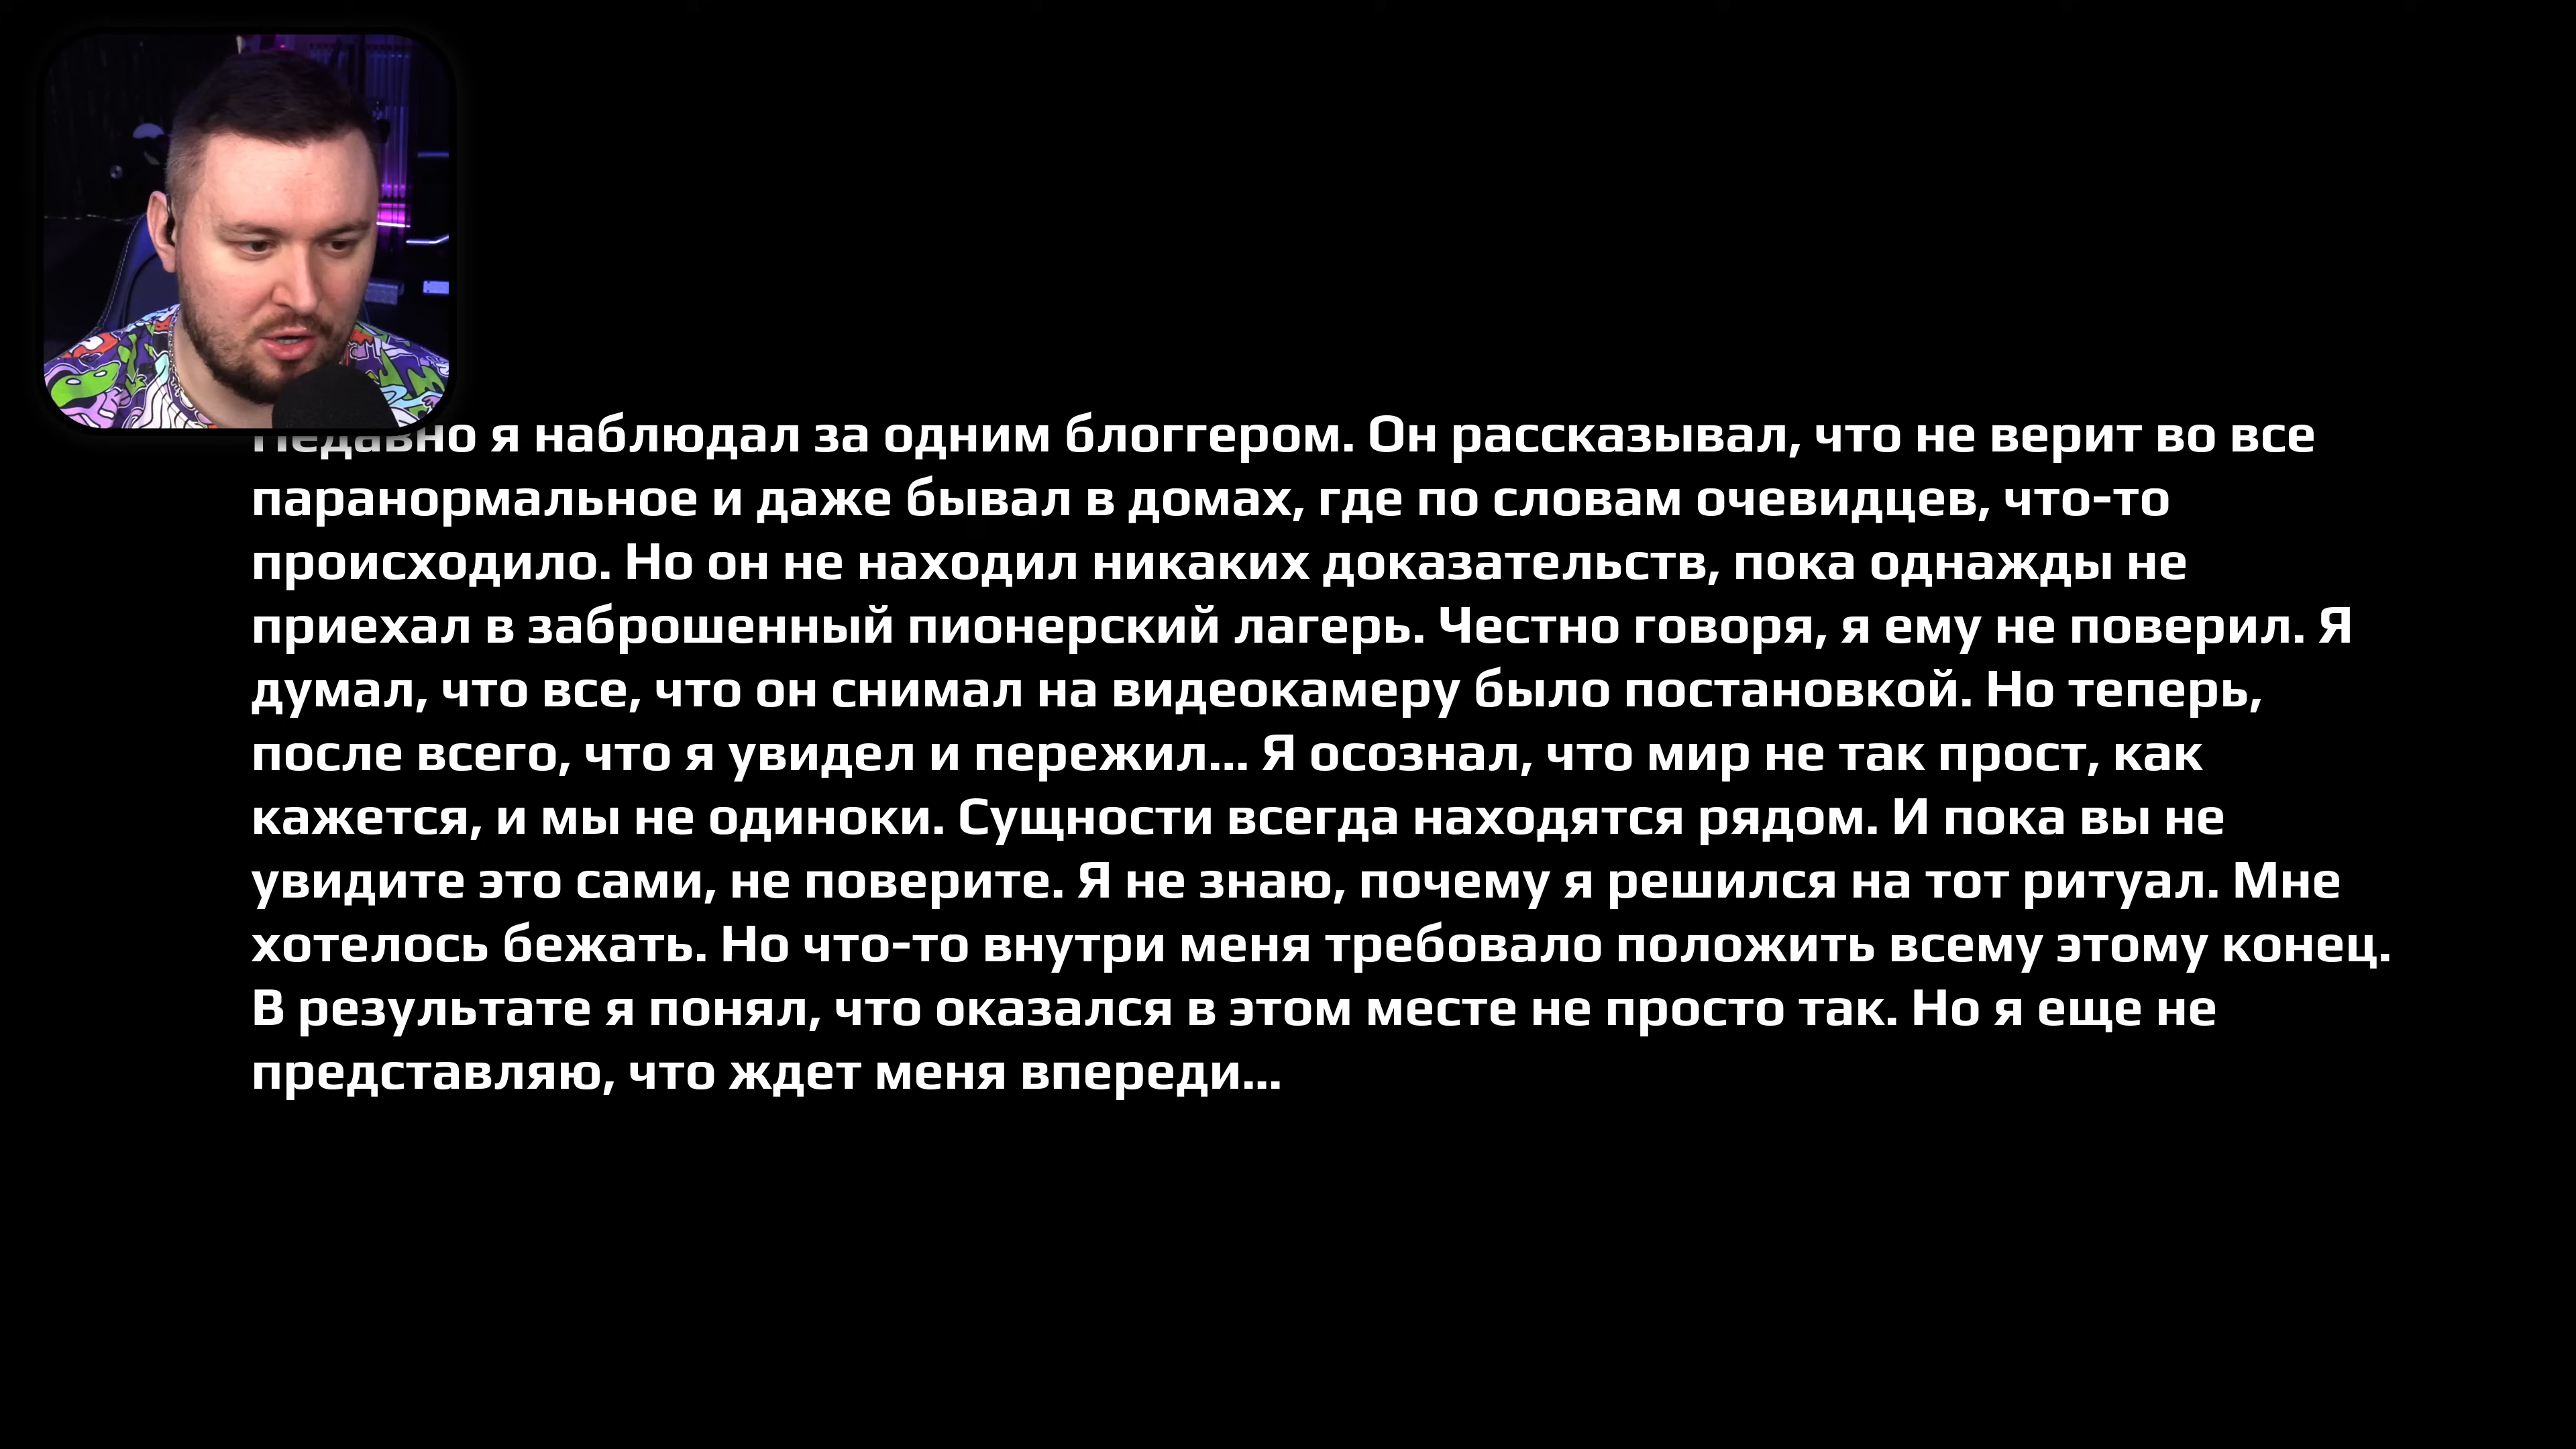 Недавно я наблюдал за одним блоггером. Он рассказывал, что не верит во все
паранормальное и даже бывал в домах, где по словам очевидцев, что-то
происходило. Но он не находил никаких доказательств, пока однажды не
приехал в заброшенный пионерский лагерь. Честно говоря, я ему не поверил. Я
думал, что все, что он снимал на видеокамеру было постановкой. Но теперь,
после всего, что я увидел и пережил... Я осознал, что мир не так прост, как
кажется, и мы не одиноки. Сущности всегда находятся рядом. И пока вы не
увидите это сами, не поверите. Я не знаю, почему я решился на тот ритуал. Мне
хотелось бежать. Но что-то внутри меня требовало положить всему этому конец.
В результате я понял, что оказался в этом месте не просто так. Но я еще не
представляю, что ждет меня впереди...